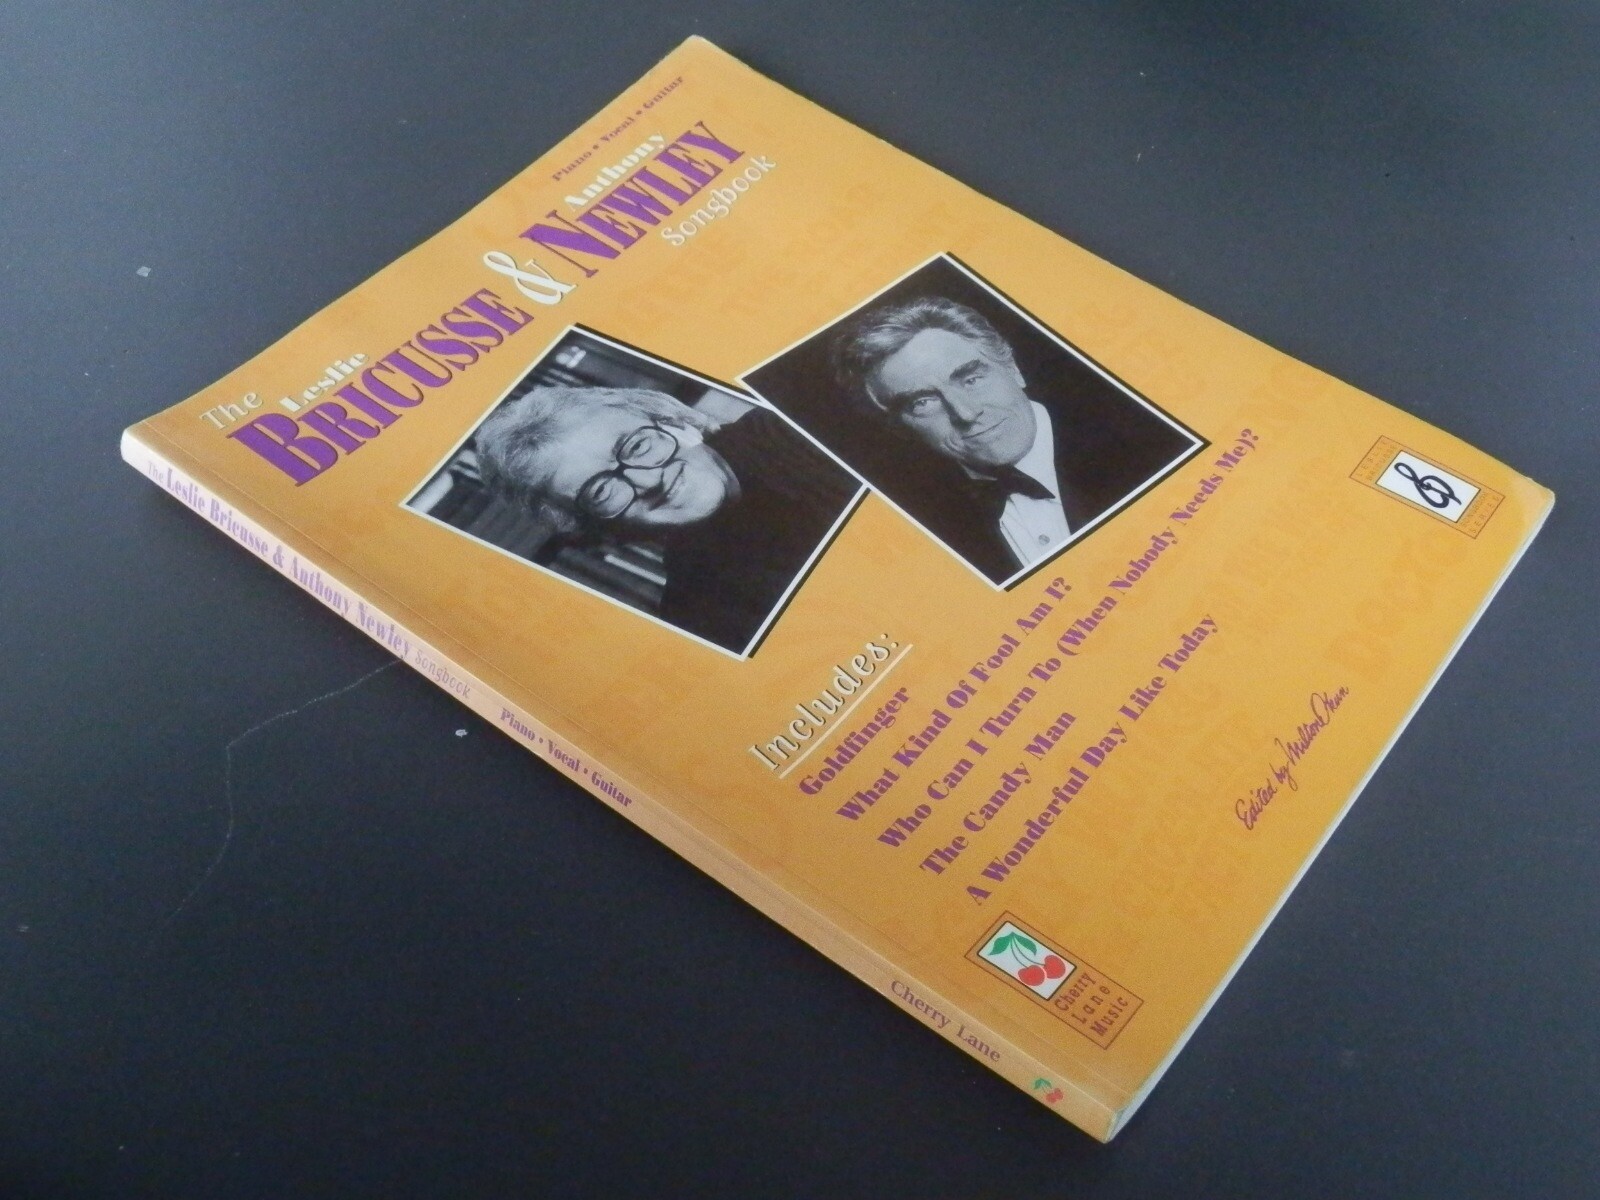 Piano • Vocal • Guitar
The Leslie Anthony
BRICUSSE & NEWLEY
Songbook
Includes:
Goldfinger
What Kind Of Fool Am I?
Who Can I Turn To (When Nobody Needs Me)?
The Candy Man
A Wonderful Day Like Today
Edited by Milton Okun
Cherry
Lane
Music
The Leslie Bricusse & Anthony Newley Songbook Piano • Vocal • Guitar Cherry Lane